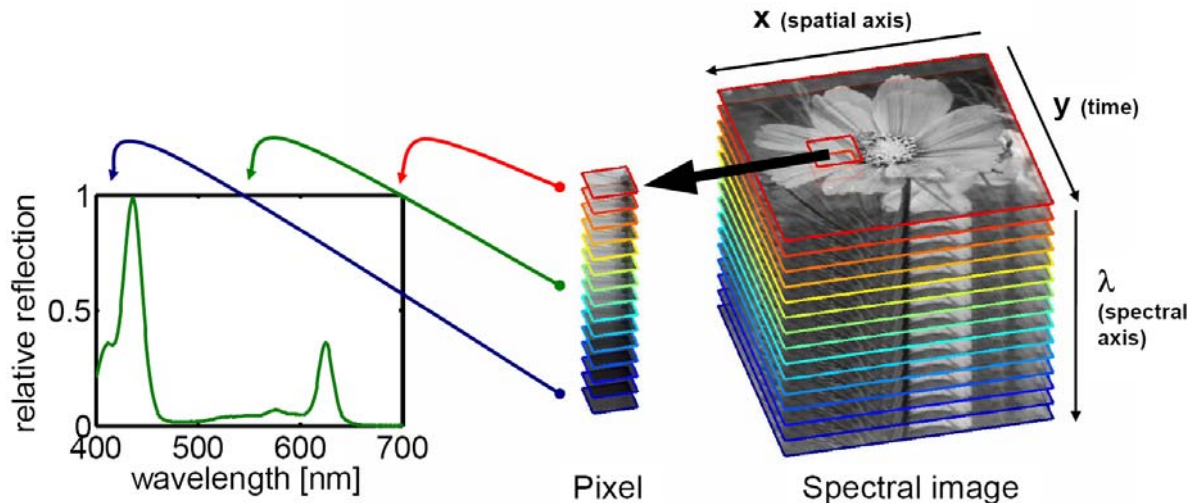 x (spatial axis)
y (time)
λ
(spectral
axis)
relative reflection
1
0.5
0
400 500 600 700
wavelength [nm]
Pixel
Spectral image